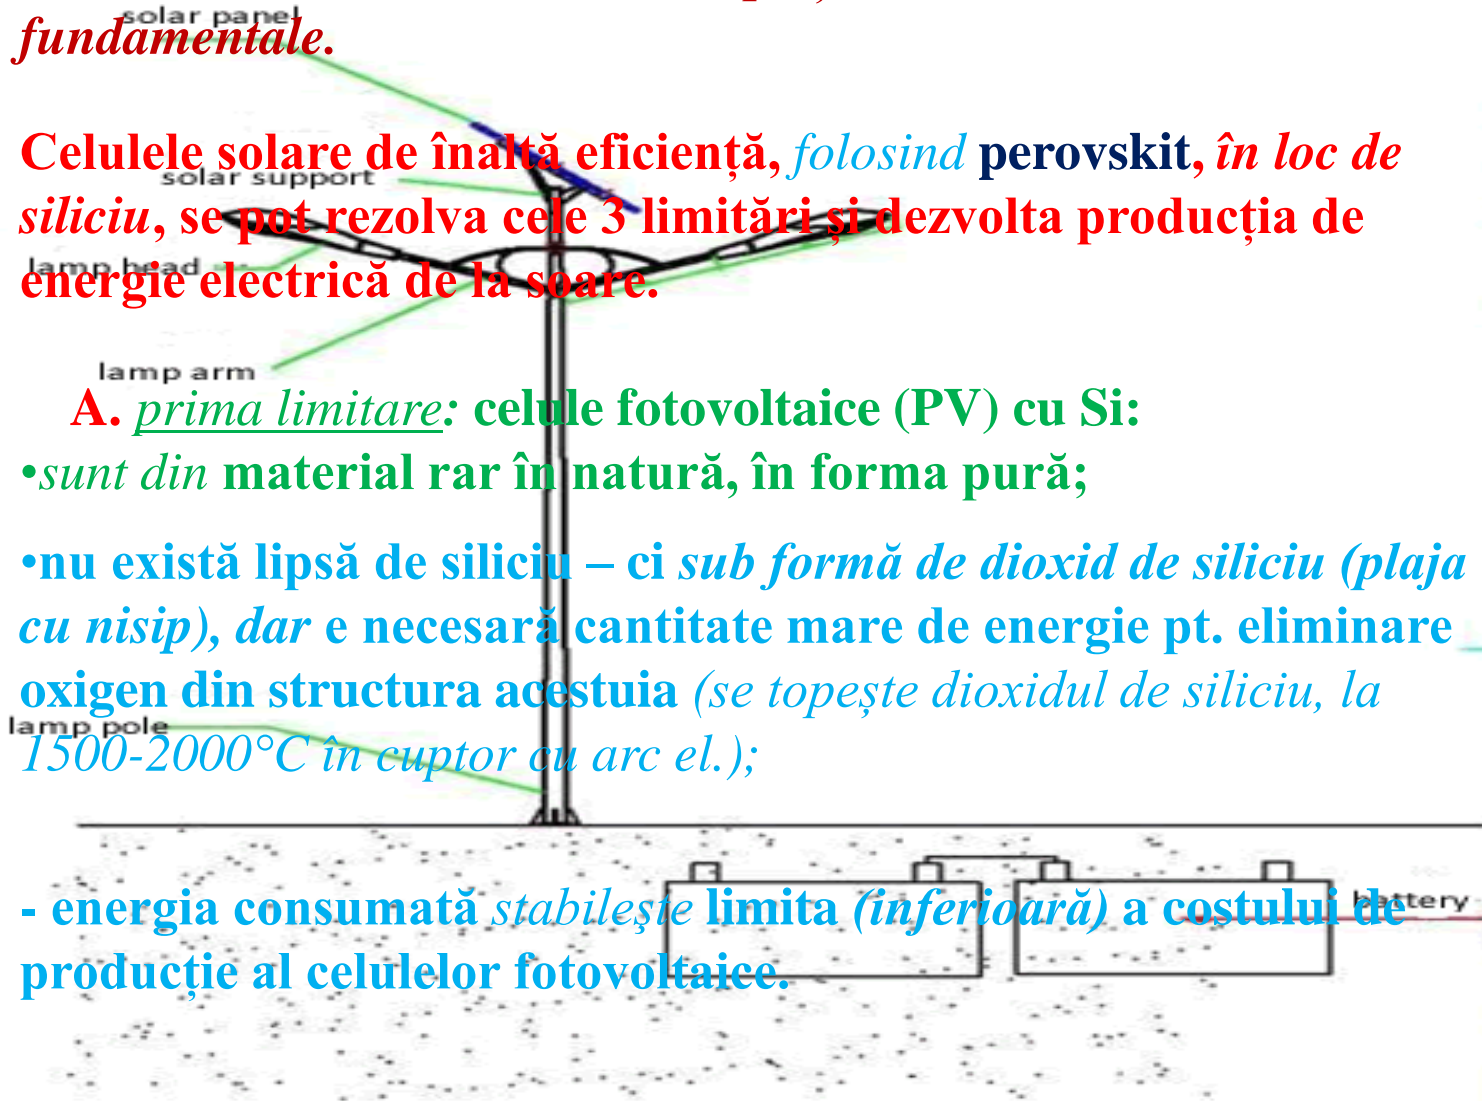 solar panel
fundamentale.
Celulele solare de înaltă eficiență, folosind perovskit, în loc de
solar support
siliciu, se pot rezolva cele 3 limitări și dezvolta producția de
lamp head
energie electrică de la soare.
lamp arm
A. prima limitare: celule fotovoltaice (PV) cu Si:
•sunt din material rar în natură, în forma pură;
•nu există lipsă de siliciu – ci sub formă de dioxid de siliciu (plaja
cu nisip), dar e necesară cantitate mare de energie pt. eliminare
oxigen din structura acestuia (se topește dioxidul de siliciu, la
lamp pole
1500-2000°C în cuptor cu arc el.);
- energia consumată stabileşte limita (inferioară) a costului de
battery
producție al celulelor fotovoltaice.